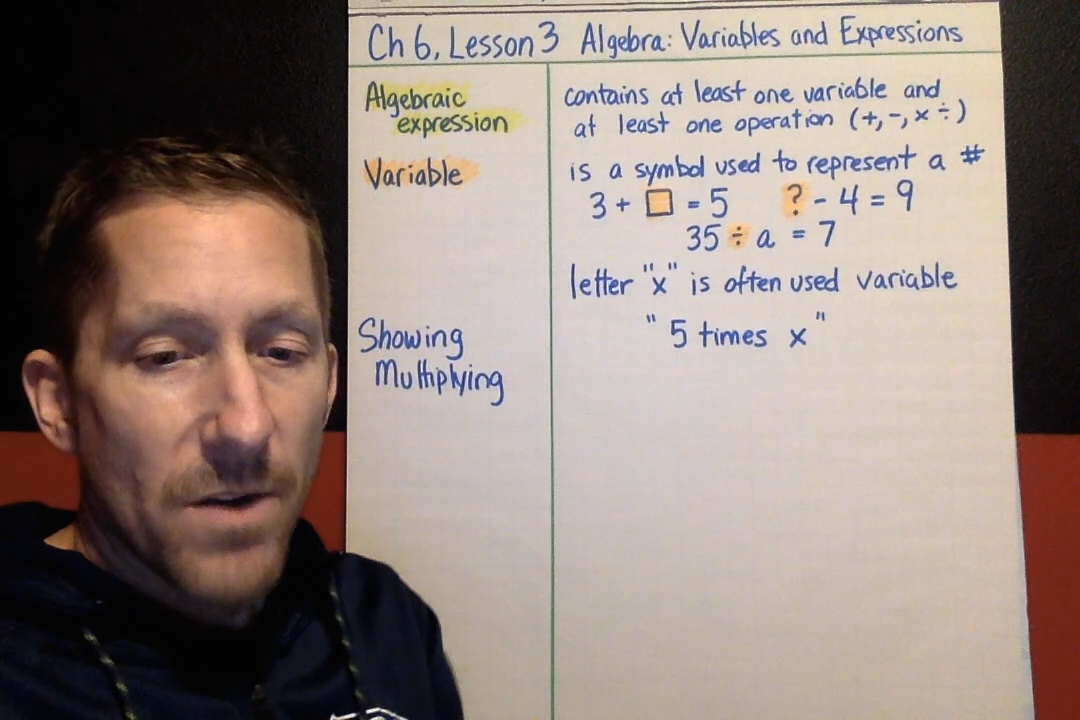 Ch 6, Lesson 3 Algebra: Variables and Expressions
Algebraic
expression
contains at least one variable and
at least one operation (+, -, × ÷)
Variable
is a symbol used to represent a #
3 + □ = 5 ? - 4 = 9
35 ÷ a = 7
letter "x" is often used variable
Showing
Multiplying
" 5 times x "